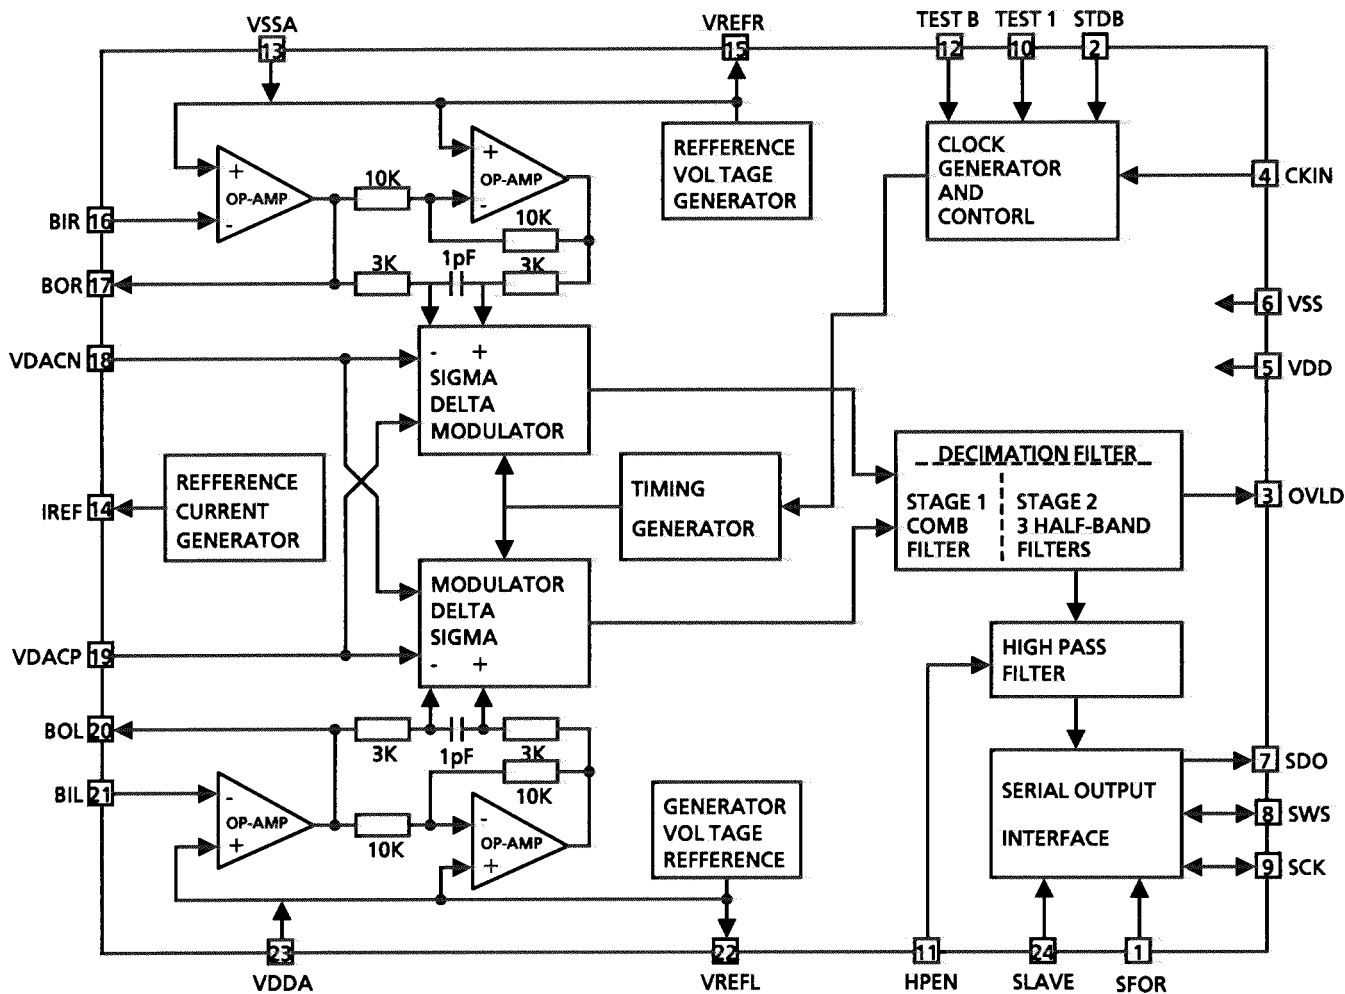 VSSA
VREFR
TEST B
TEST 1
STDB
13
15
12
10
2
+
OP-AMP
-
+
OP-AMP
-
10K
10K
3K
1pF
3K
REFFERENCE
VOLTAGE
GENERATOR
CLOCK
GENERATOR
AND
CONTORL
BIR 16
BOR 17
VDACN 18
4 CKIN
6 VSS
5 VDD
- +
SIGMA
DELTA
MODULATOR
REFFERENCE
CURRENT
GENERATOR
IREF 14
TIMING
GENERATOR
DECIMATION FILTER
STAGE 1
COMB
FILTER
STAGE 2
3 HALF-BAND
FILTERS
3 OVLD
MODULATOR
DELTA
SIGMA
- +
VDACP 19
HIGH PASS
FILTER
BOL 20
BIL 21
3K
1pF
3K
10K
10K
-
OP-AMP
+
-
OP-AMP
+
GENERATOR
VOLTAGE
REFFERENCE
SERIAL OUTPUT
INTERFACE
7 SDO
8 SWS
9 SCK
23
22
11
24
1
VDDA
VREFL
HPEN
SLAVE
SFOR